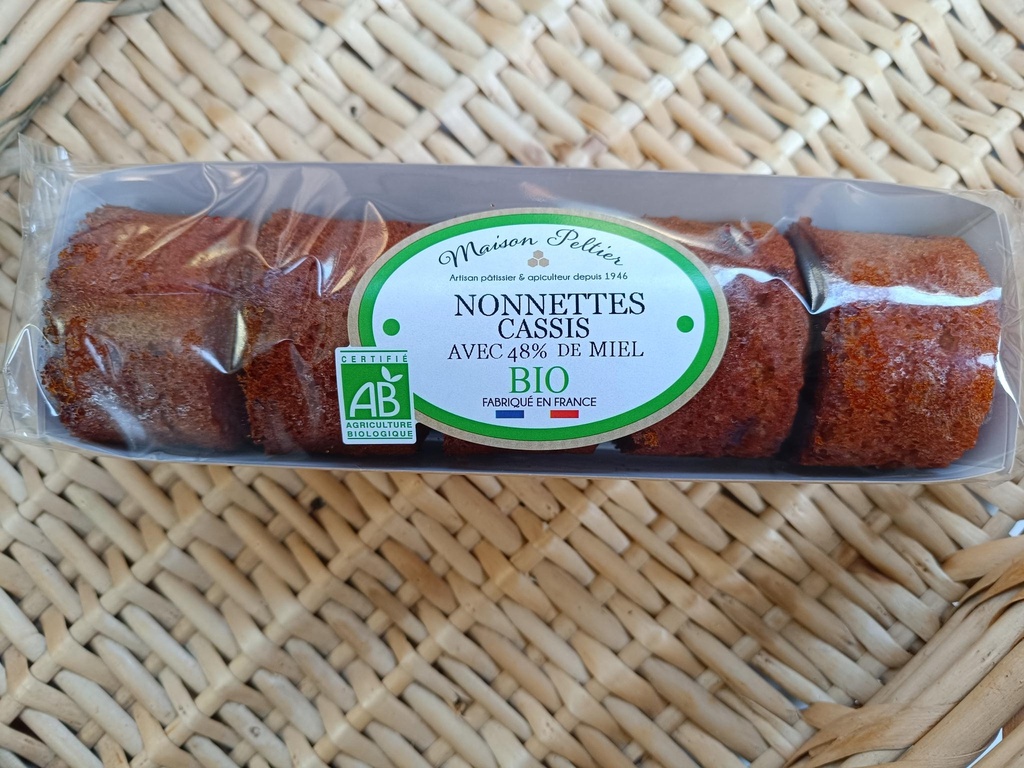 Maison Peltier
Artisan pâtissier & apiculteur depuis 1946
NONNETTES
CASSIS
AVEC 48% DE MIEL
BIO
FABRIQUÉ EN FRANCE
CERTIFIÉ
AB
AGRICULTURE
BIOLOGIQUE